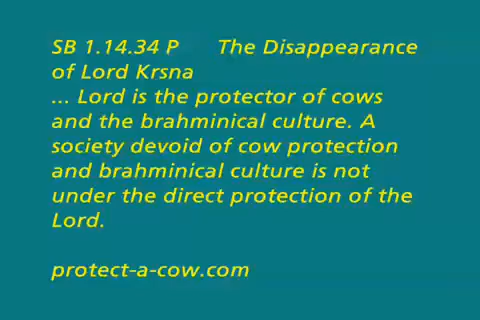 SB 1.14.34 P The Disappearance
of Lord Krsna
... Lord is the protector of cows
and the brahminical culture. A
society devoid of cow protection
and brahminical culture is not
under the direct protection of the
Lord.
protect-a-cow.com